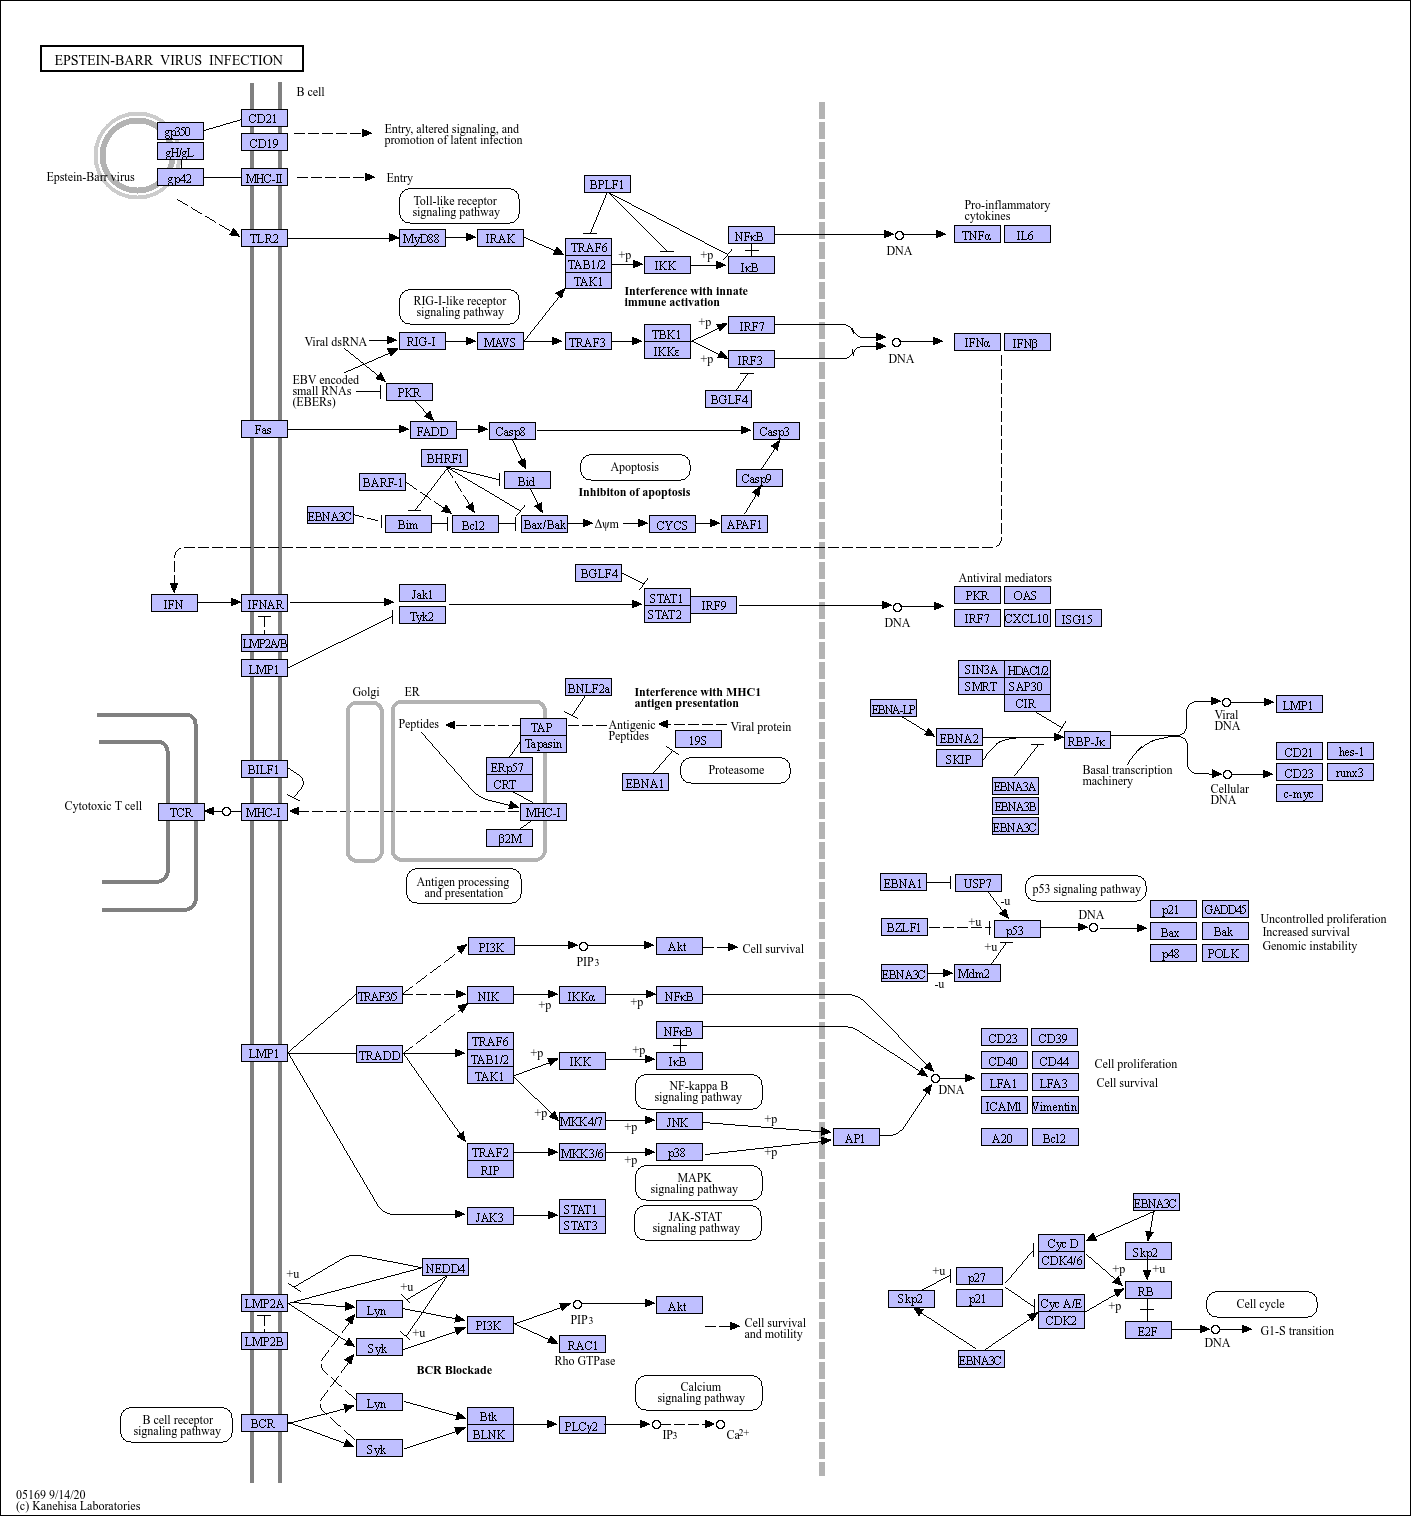 EPSTEIN-BARR VIRUS INFECTION
B cell
gp350
CD21
gH/gL
CD19
Entry, altered signaling, and
promotion of latent infection
Epstein-Barr virus
gp42
MHC-II
Entry
Toll-like receptor
signaling pathway
BPLF1
Pro-inflammatory
cytokines
TLR2
MyD88
IRAK
TRAF6
TAB1/2
TAK1
+p
IKK
+p
NFκB
IκB
DNA
TNFα
IL6
Interference with innate
immune activation
RIG-I-like receptor
signaling pathway
Viral dsRNA
RIG-I
MAVS
TRAF3
TBK1
IKKε
+p
+p
IRF7
IRF3
DNA
IFNα
IFNβ
EBV encoded
small RNAs
(EBERs)
PKR
BGLF4
Fas
FADD
Casp8
Casp3
BHRF1
Apoptosis
BARF-1
Bid
Casp9
Inhibiton of apoptosis
EBNA3C
Bim
Bcl2
Bax/Bak
Δψm
CYCS
APAF1
BGLF4
Antiviral mediators
IFN
IFNAR
Jak1
Tyk2
STAT1
STAT2
IRF9
DNA
PKR
OAS
IRF7
CXCL10
ISG15
LMP2A/B
LMP1
Golgi
ER
BNLF2a
Interference with MHC1
antigen presentation
Peptides
TAP
Tapasin
Antigenic
Peptides
Viral protein
19S
ERp57
CRT
EBNA1
Proteasome
BILF1
Cytotoxic T cell
TCR
MHC-I
MHC-I
β2M
Antigen processing
and presentation
SIN3A
HDAC1/2
SMRT
SAP30
CIR
EBNA-LP
EBNA2
SKIP
RBP-Jκ
Viral
DNA
LMP1
EBNA3A
EBNA3B
EBNA3C
Basal transcription
machinery
Cellular
DNA
CD21
hes-1
CD23
runx3
c-myc
EBNA1
USP7
p53 signaling pathway
-u
BZLF1
+u
p53
DNA
+u
EBNA3C
-u
Mdm2
p21
GADD45
Bax
Bak
p48
POLK
Uncontrolled proliferation
Increased survival
Genomic instability
PI3K
PIP3
Akt
Cell survival
TRAF3/5
NIK
+p
IKKα
+p
NFκB
LMP1
TRADD
TRAF6
TAB1/2
TAK1
+p
IKK
+p
NFκB
IκB
NF-kappa B
signaling pathway
+p
MKK4/7
+p
JNK
+p
TRAF2
RIP
MKK3/6
+p
p38
+p
AP1
MAPK
signaling pathway
JAK3
STAT1
STAT3
JAK-STAT
signaling pathway
DNA
CD23
CD39
CD40
CD44
LFA1
LFA3
ICAM1
Vimentin
A20
Bcl2
Cell proliferation
Cell survival
NEDD4
+u
+u
+u
LMP2A
LMP2B
Lyn
Syk
PI3K
PIP3
Akt
RAC1
Rho GTPase
Cell survival
and motility
BCR Blockade
B cell receptor
signaling pathway
BCR
Lyn
Syk
Btk
BLNK
PLCγ2
IP3
Ca2+
Calcium
signaling pathway
EBNA3C
Cyc D
CDK4/6
Skp2
+u
+u
p27
p21
Skp2
+p
RB
Cyc A/E
CDK2
+p
E2F
DNA
EBNA3C
Cell cycle
G1-S transition
05169 9/14/20
(c) Kanehisa Laboratories